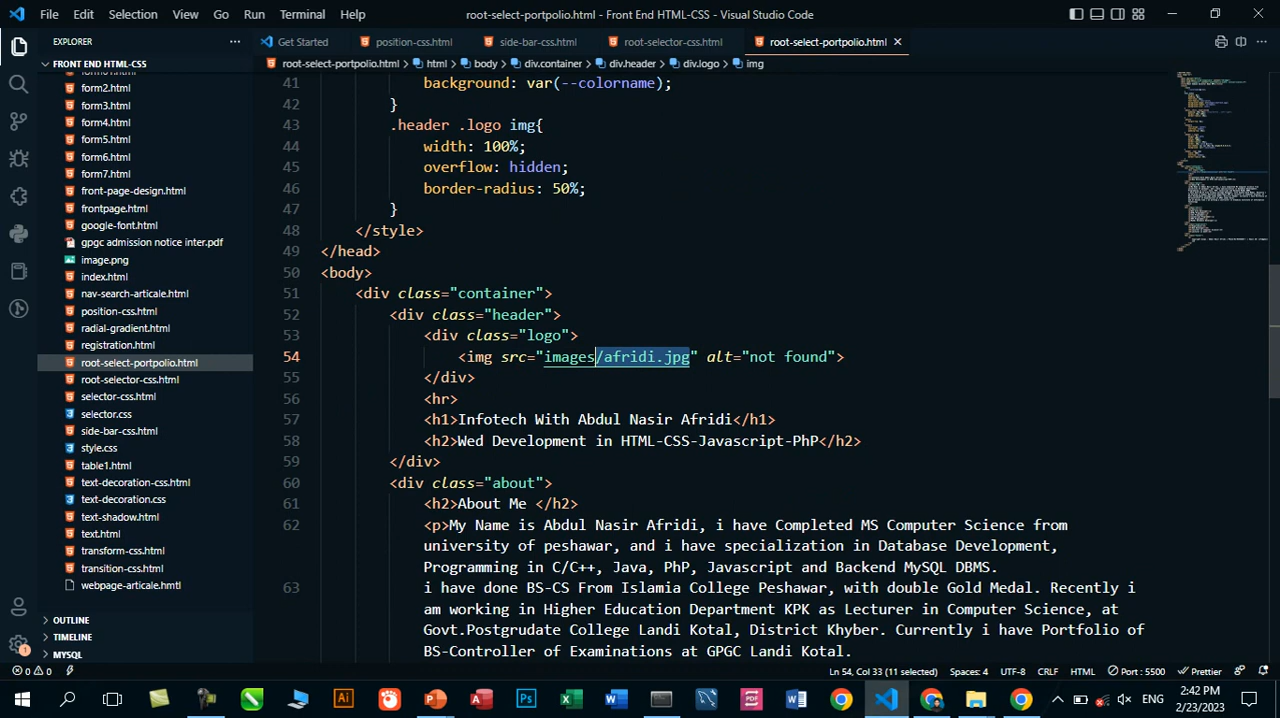 File Edit Selection View Go Run Terminal Help
root-select-portpolio.html - Front End HTML-CSS - Visual Studio Code
EXPLORER
Get Started
position-css.html
side-bar-css.html
root-selector-css.html
root-select-portpolio.html
FRONT END HTML-CSS
root-select-portpolio.html > html > body > div.container > div.header > div.logo > img
form2.html
form3.html
form4.html
form5.html
form6.html
form7.html
front-page-design.html
frontpage.html
google-font.html
gpgc admission notice inter.pdf
image.png
index.html
nav-search-articale.html
position-css.html
radial-gradient.html
registration.html
root-select-portpolio.html
root-selector-css.html
selector-css.html
selector.css
side-bar-css.html
style.css
table1.html
text-decoration-css.html
text-decoration-css.css
text-shadow.html
text.html
transform-css.html
transition-css.html
webpage-articale.hmtl
OUTLINE
TIMELINE
MYSQL
41 background: var(--colorname);
42 }
43 .header .logo img{
44 width: 100%;
45 overflow: hidden;
46 border-radius: 50%;
47 }
48 </style>
49 </head>
50 <body>
51 <div class="container">
52 <div class="header">
53 <div class="logo">
54 <img src="images/afridi.jpg" alt="not found">
55 </div>
56 <hr>
57 <h1>Infotech With Abdul Nasir Afridi</h1>
58 <h2>Wed Development in HTML-CSS-Javascript-PhP</h2>
59 </div>
60 <div class="about">
61 <h2>About Me </h2>
62 <p>My Name is Abdul Nasir Afridi, i have Completed MS Computer Science from
university of peshawar, and i have specialization in Database Development,
Programming in C/C++, Java, PhP, Javascript and Backend MySQL DBMS.
63 i have done BS-CS From Islamia College Peshawar, with double Gold Medal. Recently i
am working in Higher Education Department KPK as Lecturer in Computer Science, at
Govt.Postgrudate College Landi Kotal, District Khyber. Currently i have Portfolio of
BS-Controller of Examinations at GPGC Landi Kotal.
1
0 0
Ln 54, Col 33 (11 selected) Spaces: 4 UTF-8 CRLF HTML Port : 5500 Prettier
ENG
2:42 PM
2/23/2023